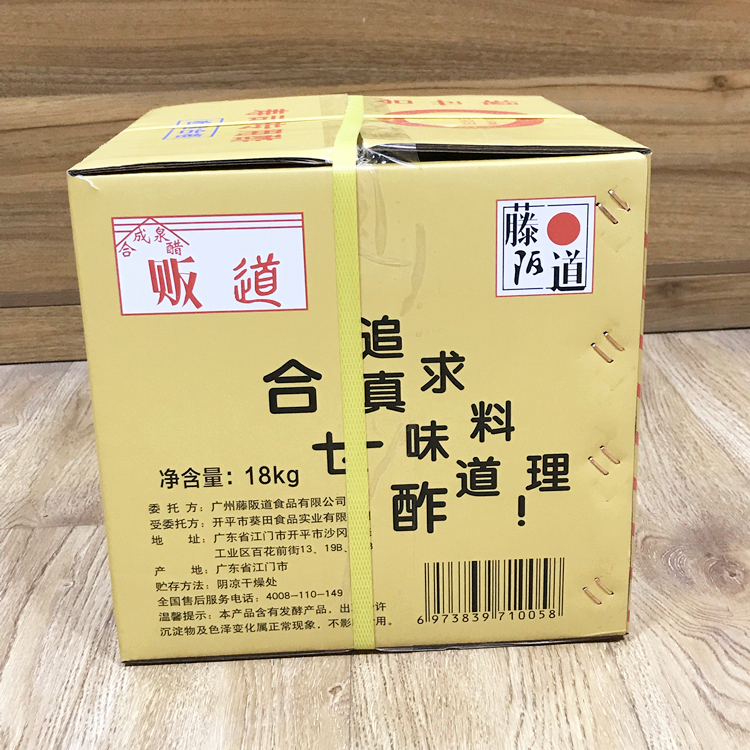 合成泉醋
贩道
藤阪道
追求
合真
味料
道理
酢!
净含量：18kg
委托方：广州藤阪道食品有限公司
受委托方：开平市葵田食品实业有限
地址：广东省江门市开平市沙冈
工业区百花前街13、19B、
产地：广东省江门市
贮存方法：阴凉干燥处
全国售后服务电话：4008-110-149
温馨提示：本产品含有发酵产品，出 许
沉淀物及色泽变化属正常现象，不影 用。
6973839710058